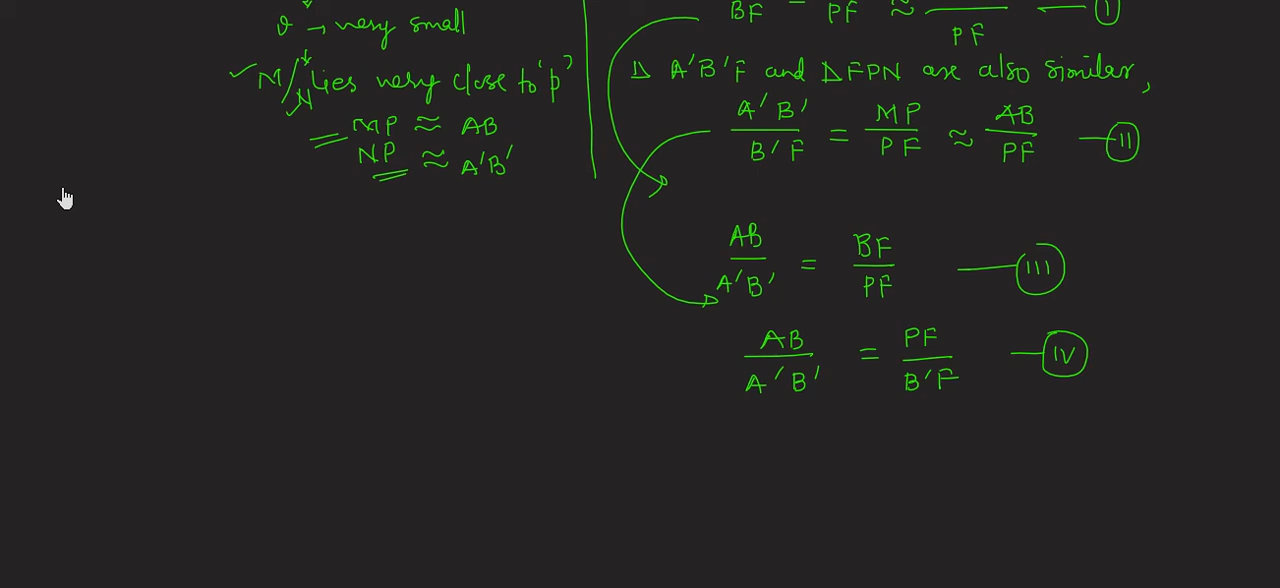 θ → very small
✓ M/N lies very close to 'p'
MP ≈ AB
NP ≈ A'B'
BF = PF ≈ PF — I
Δ A'B'F and ΔFPN are also similar,
A'B' / B'F = MP / PF ≈ AB / PF — II
AB / A'B' = BF / PF — III
AB / A'B' = PF / B'F — IV